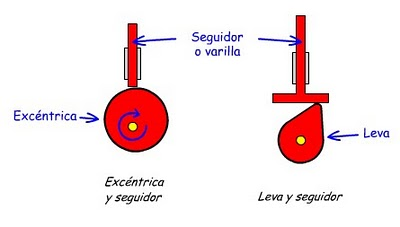 Seguidor
o varilla
Excéntrica
Leva
Excéntrica
y seguidor
Leva y seguidor